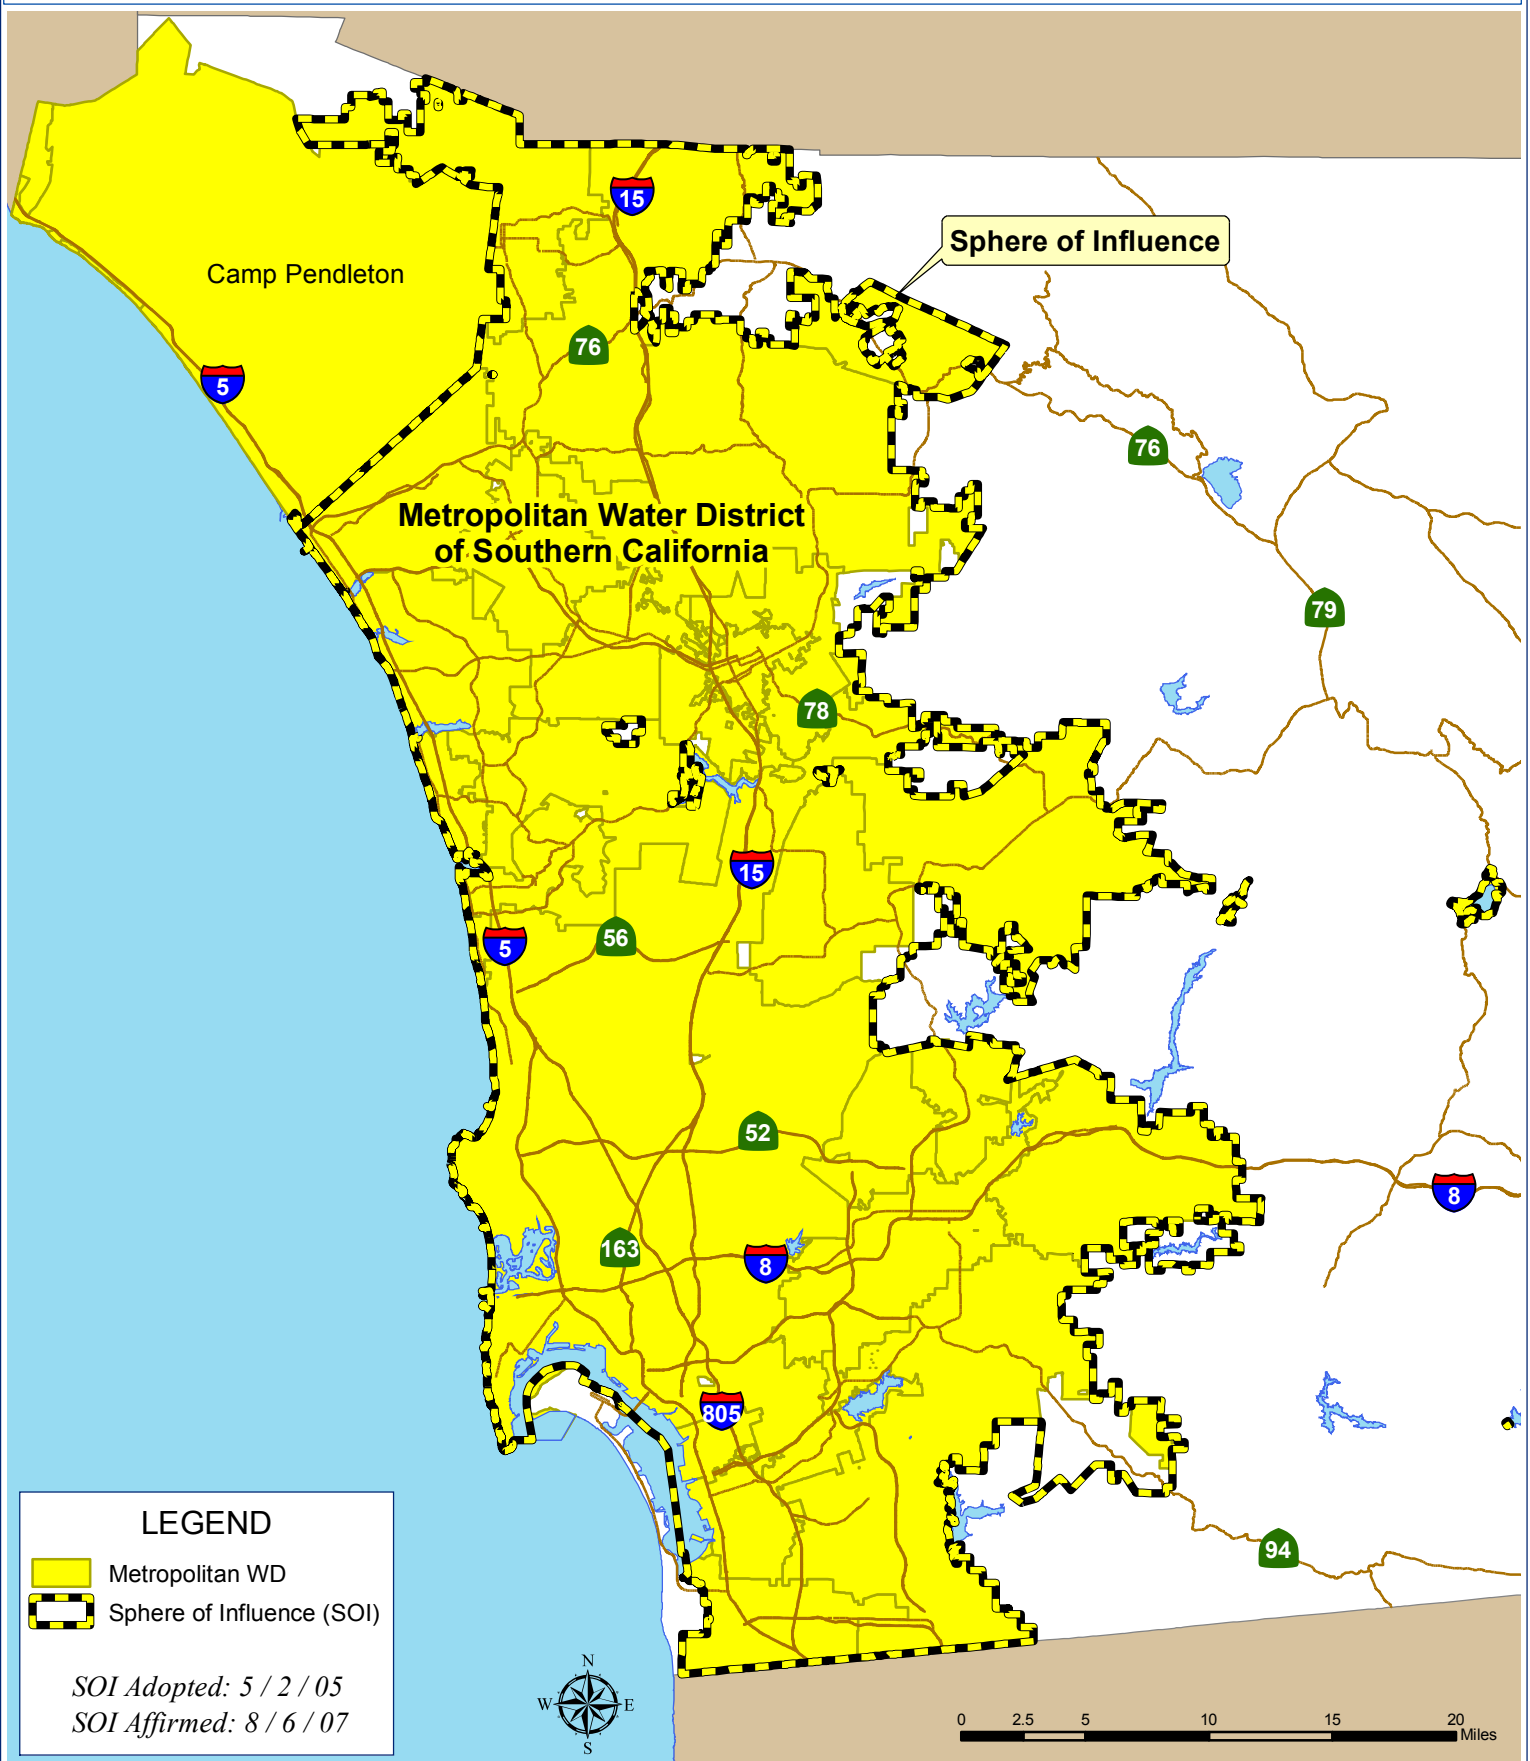 15
Sphere of Influence
Camp Pendleton
76
5
76
Metropolitan Water District
of Southern California
79
78
15
56
5
52
8
163
8
805
94
LEGEND
Metropolitan WD
Sphere of Influence (SOI)
SOI Adopted: 5 / 2 / 05
SOI Affirmed: 8 / 6 / 07
N
W E
S
0 2.5 5 10 15 20
Miles